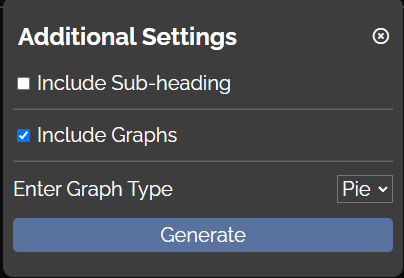 Additional Settings
Include Sub-heading
Include Graphs
Enter Graph Type Pie
Generate